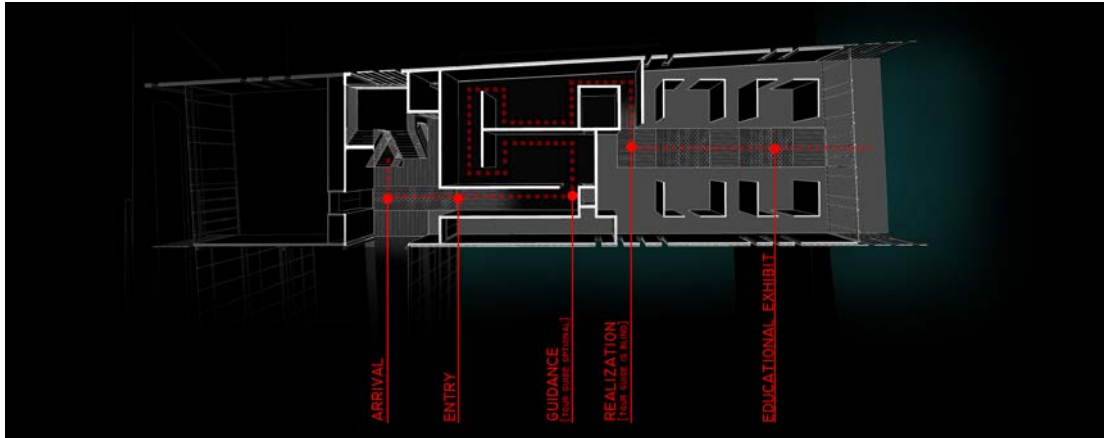 ARRIVAL
ENTRY
GUIDANCE
[TOUR GUIDE OPTIONAL]
REALIZATION
[TOUR GUIDE IS BLIND]
EDUCATIONAL EXHIBIT